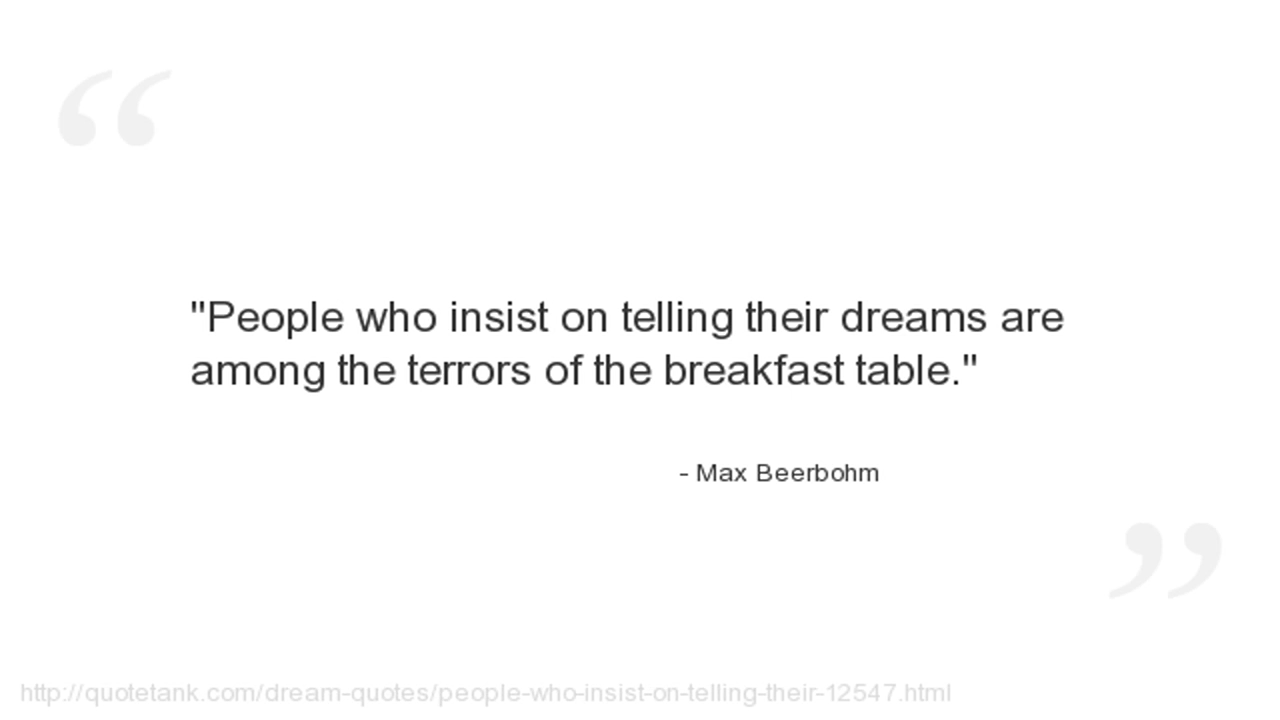 "People who insist on telling their dreams are
among the terrors of the breakfast table."
- Max Beerbohm
http://quotetank.com/dream-quotes/people-who-insist-on-telling-their-12547.html